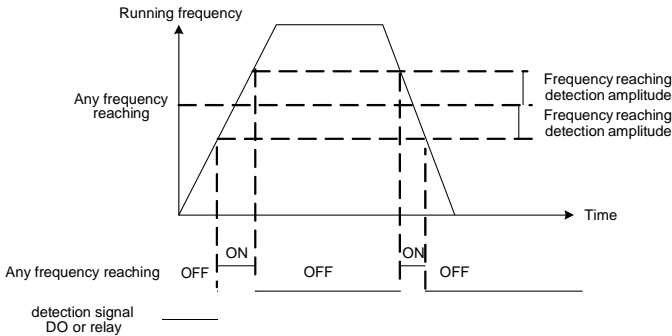 Running frequency
Any frequency
reaching
Frequency reaching
detection amplitude
Frequency reaching
detection amplitude
Time
ON
ON
Any frequency reaching
OFF
OFF
OFF
detection signal
DO or relay